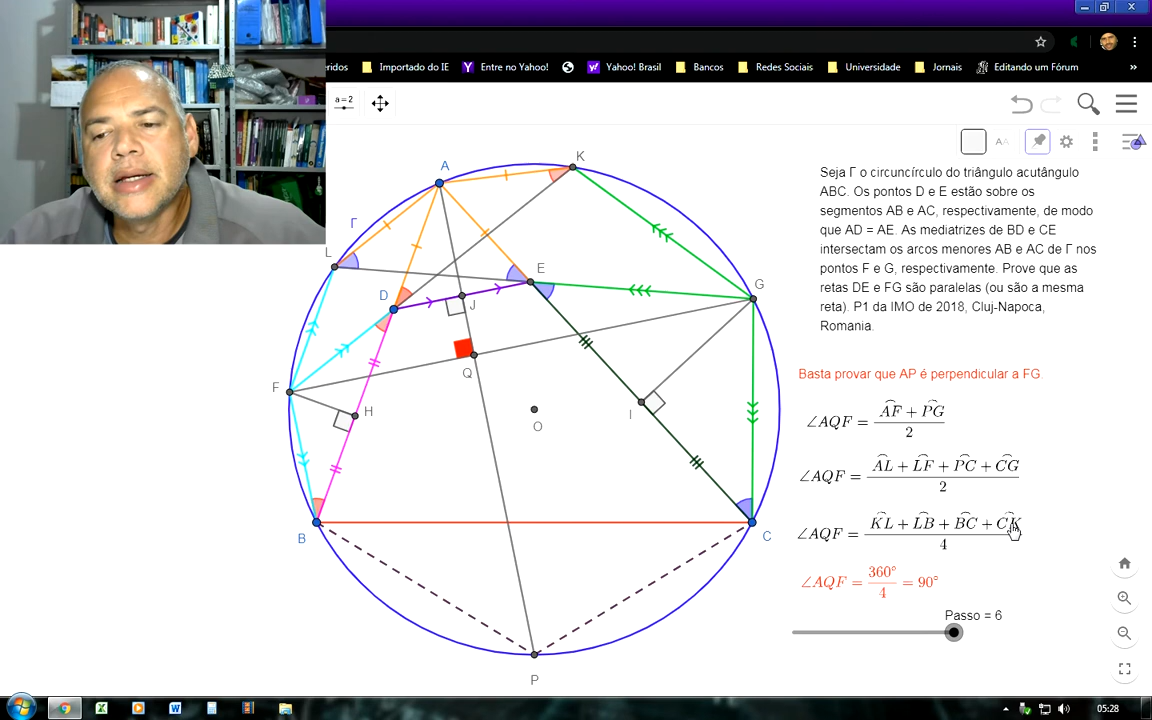 eridos
Importado do IE
Entre no Yahoo!
Yahoo! Brasil
Bancos
Redes Sociais
Universidade
Jornais
Editando um Fórum
»
a=2
AA
Seja Γ o circuncírculo do triângulo acutângulo
ABC. Os pontos D e E estão sobre os
segmentos AB e AC, respectivamente, de modo
que AD = AE. As mediatrizes de BD e CE
intersectam os arcos menores AB e AC de Γ nos
pontos F e G, respectivamente. Prove que as
retas DE e FG são paralelas (ou são a mesma
reta). P1 da IMO de 2018, Cluj-Napoca,
Romania.
Basta provar que AP é perpendicular a FG.
∠AQF = (AF + PG)/2
∠AQF = (AL + LF + PC + CG)/2
∠AQF = (KL + LB + BC + CK)/4
∠AQF = 360°/4 = 90°
Passo = 6
A
K
Γ
L
E
D
J
G
Q
F
H
I
O
B
C
P
05:28